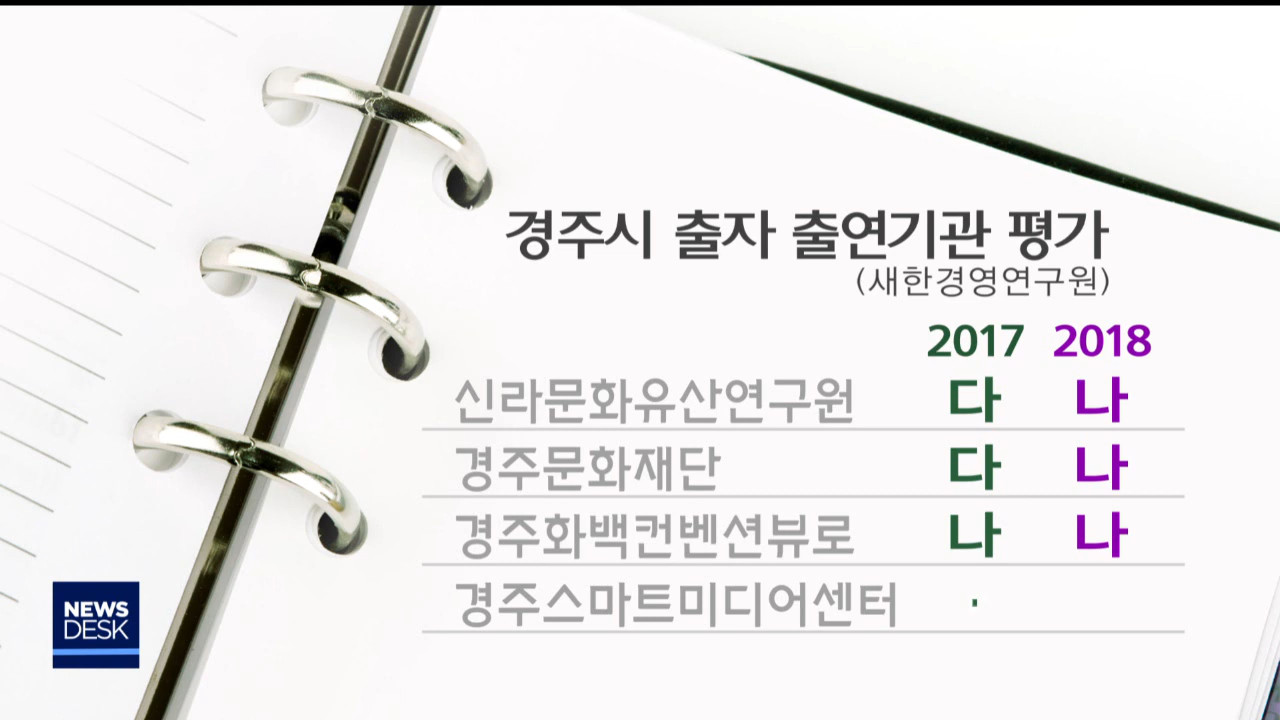 경주시 출자 출연기관 평가
(새한경영연구원)
2017 2018
신라문화유산연구원 다 나
경주문화재단 다 나
경주화백컨벤션뷰로 나 나
경주스마트미디어센터 ·
NEWS
DESK